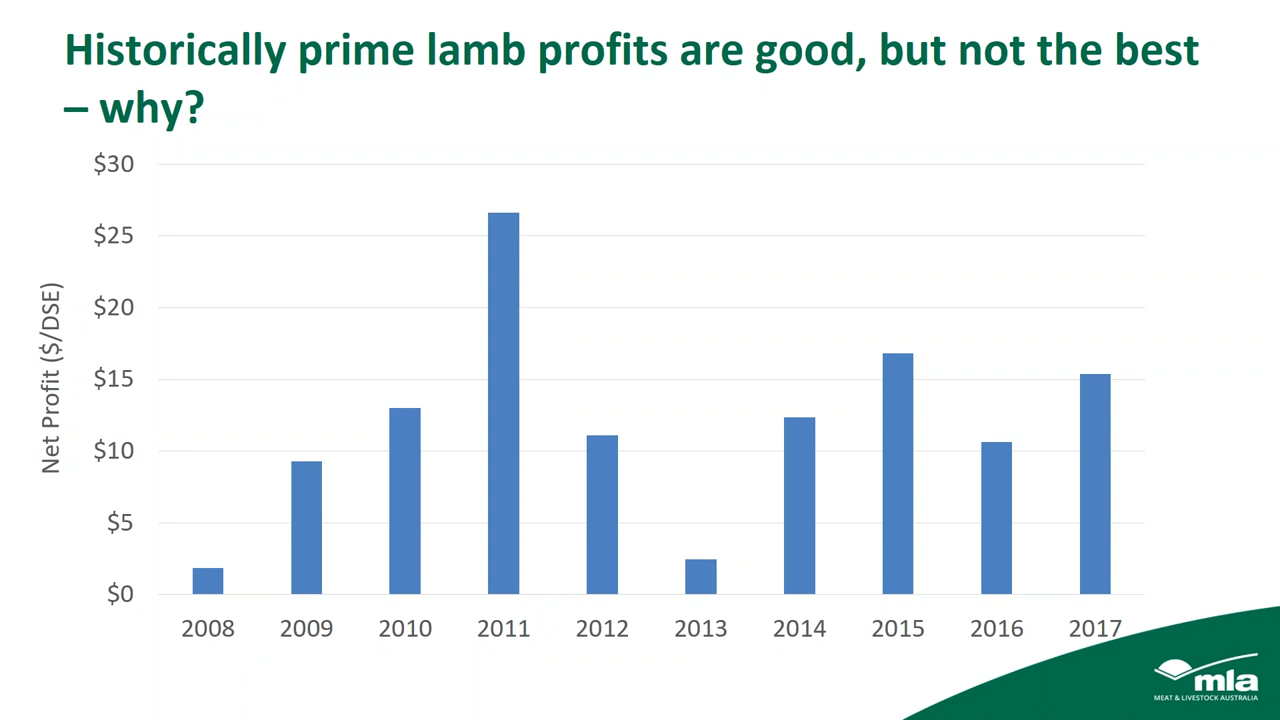 Historically prime lamb profits are good, but not the best
– why?
$30
$25
$20
$15
$10
$5
$0
Net Profit ($/DSE)
2008 2009 2010 2011 2012 2013 2014 2015 2016 2017
mla
MEAT & LIVESTOCK AUSTRALIA